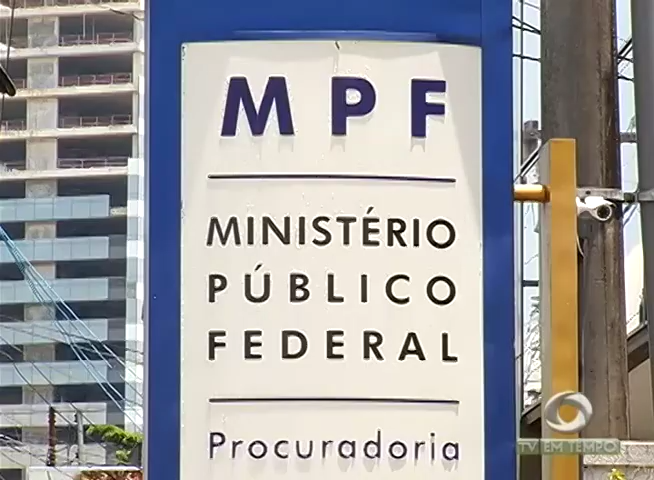 MPF
MINISTÉRIO
PÚBLICO
FEDERAL
Procuradoria
TV EM TEMPO